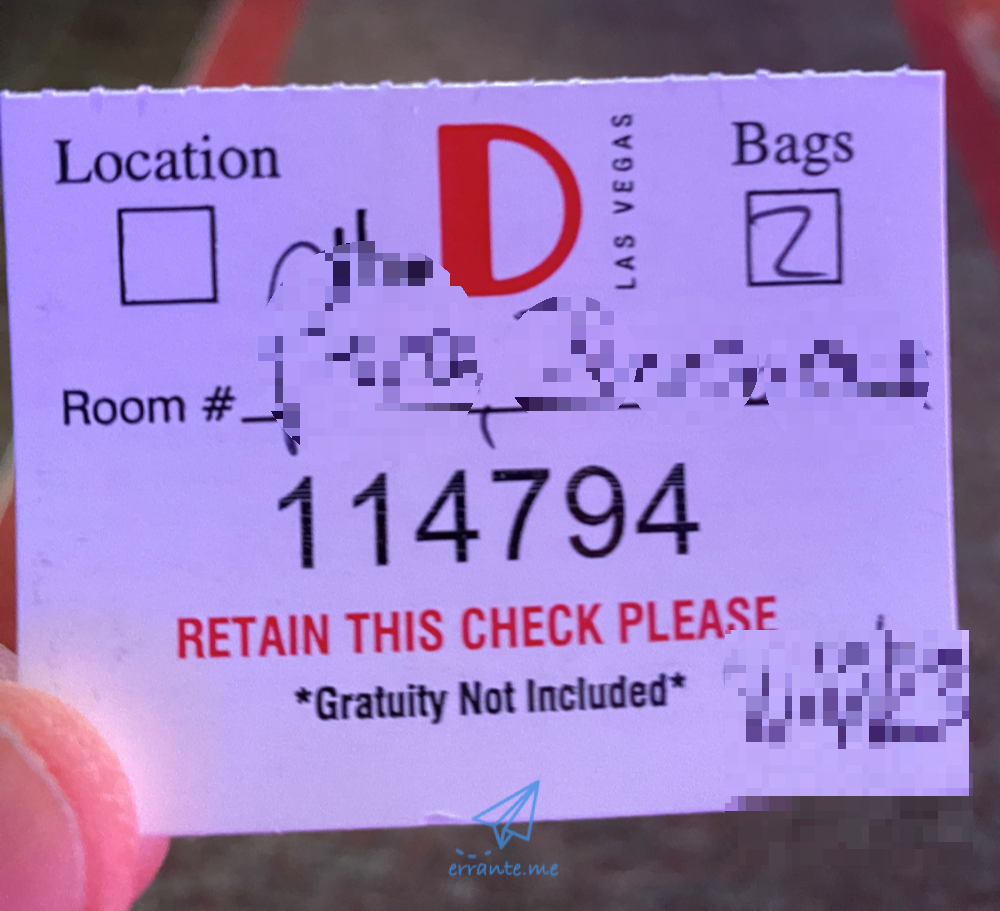 Location
D
LAS VEGAS
Bags
2
Room #
114794
RETAIN THIS CHECK PLEASE
*Gratuity Not Included*
errante.me